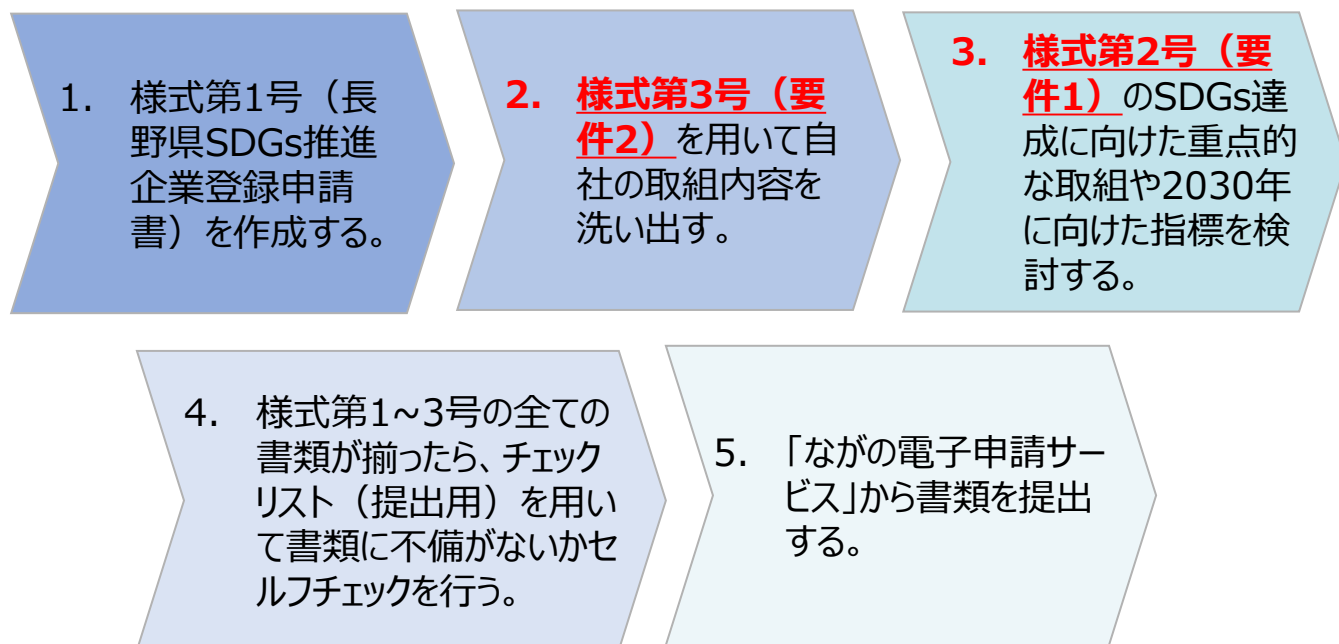 1. 様式第1号（長
野県SDGs推進
企業登録申請
書）を作成する。
2. 様式第3号（要
件2）を用いて自
社の取組内容を
洗い出す。
3. 様式第2号（要
件1）のSDGs達
成に向けた重点的
な取組や2030年
に向けた指標を検
討する。
4. 様式第1~3号の全ての
書類が揃ったら、チェック
リスト（提出用）を用い
て書類に不備がないかセ
ルフチェックを行う。
5. 「ながの電子申請サー
ビス」から書類を提出
する。